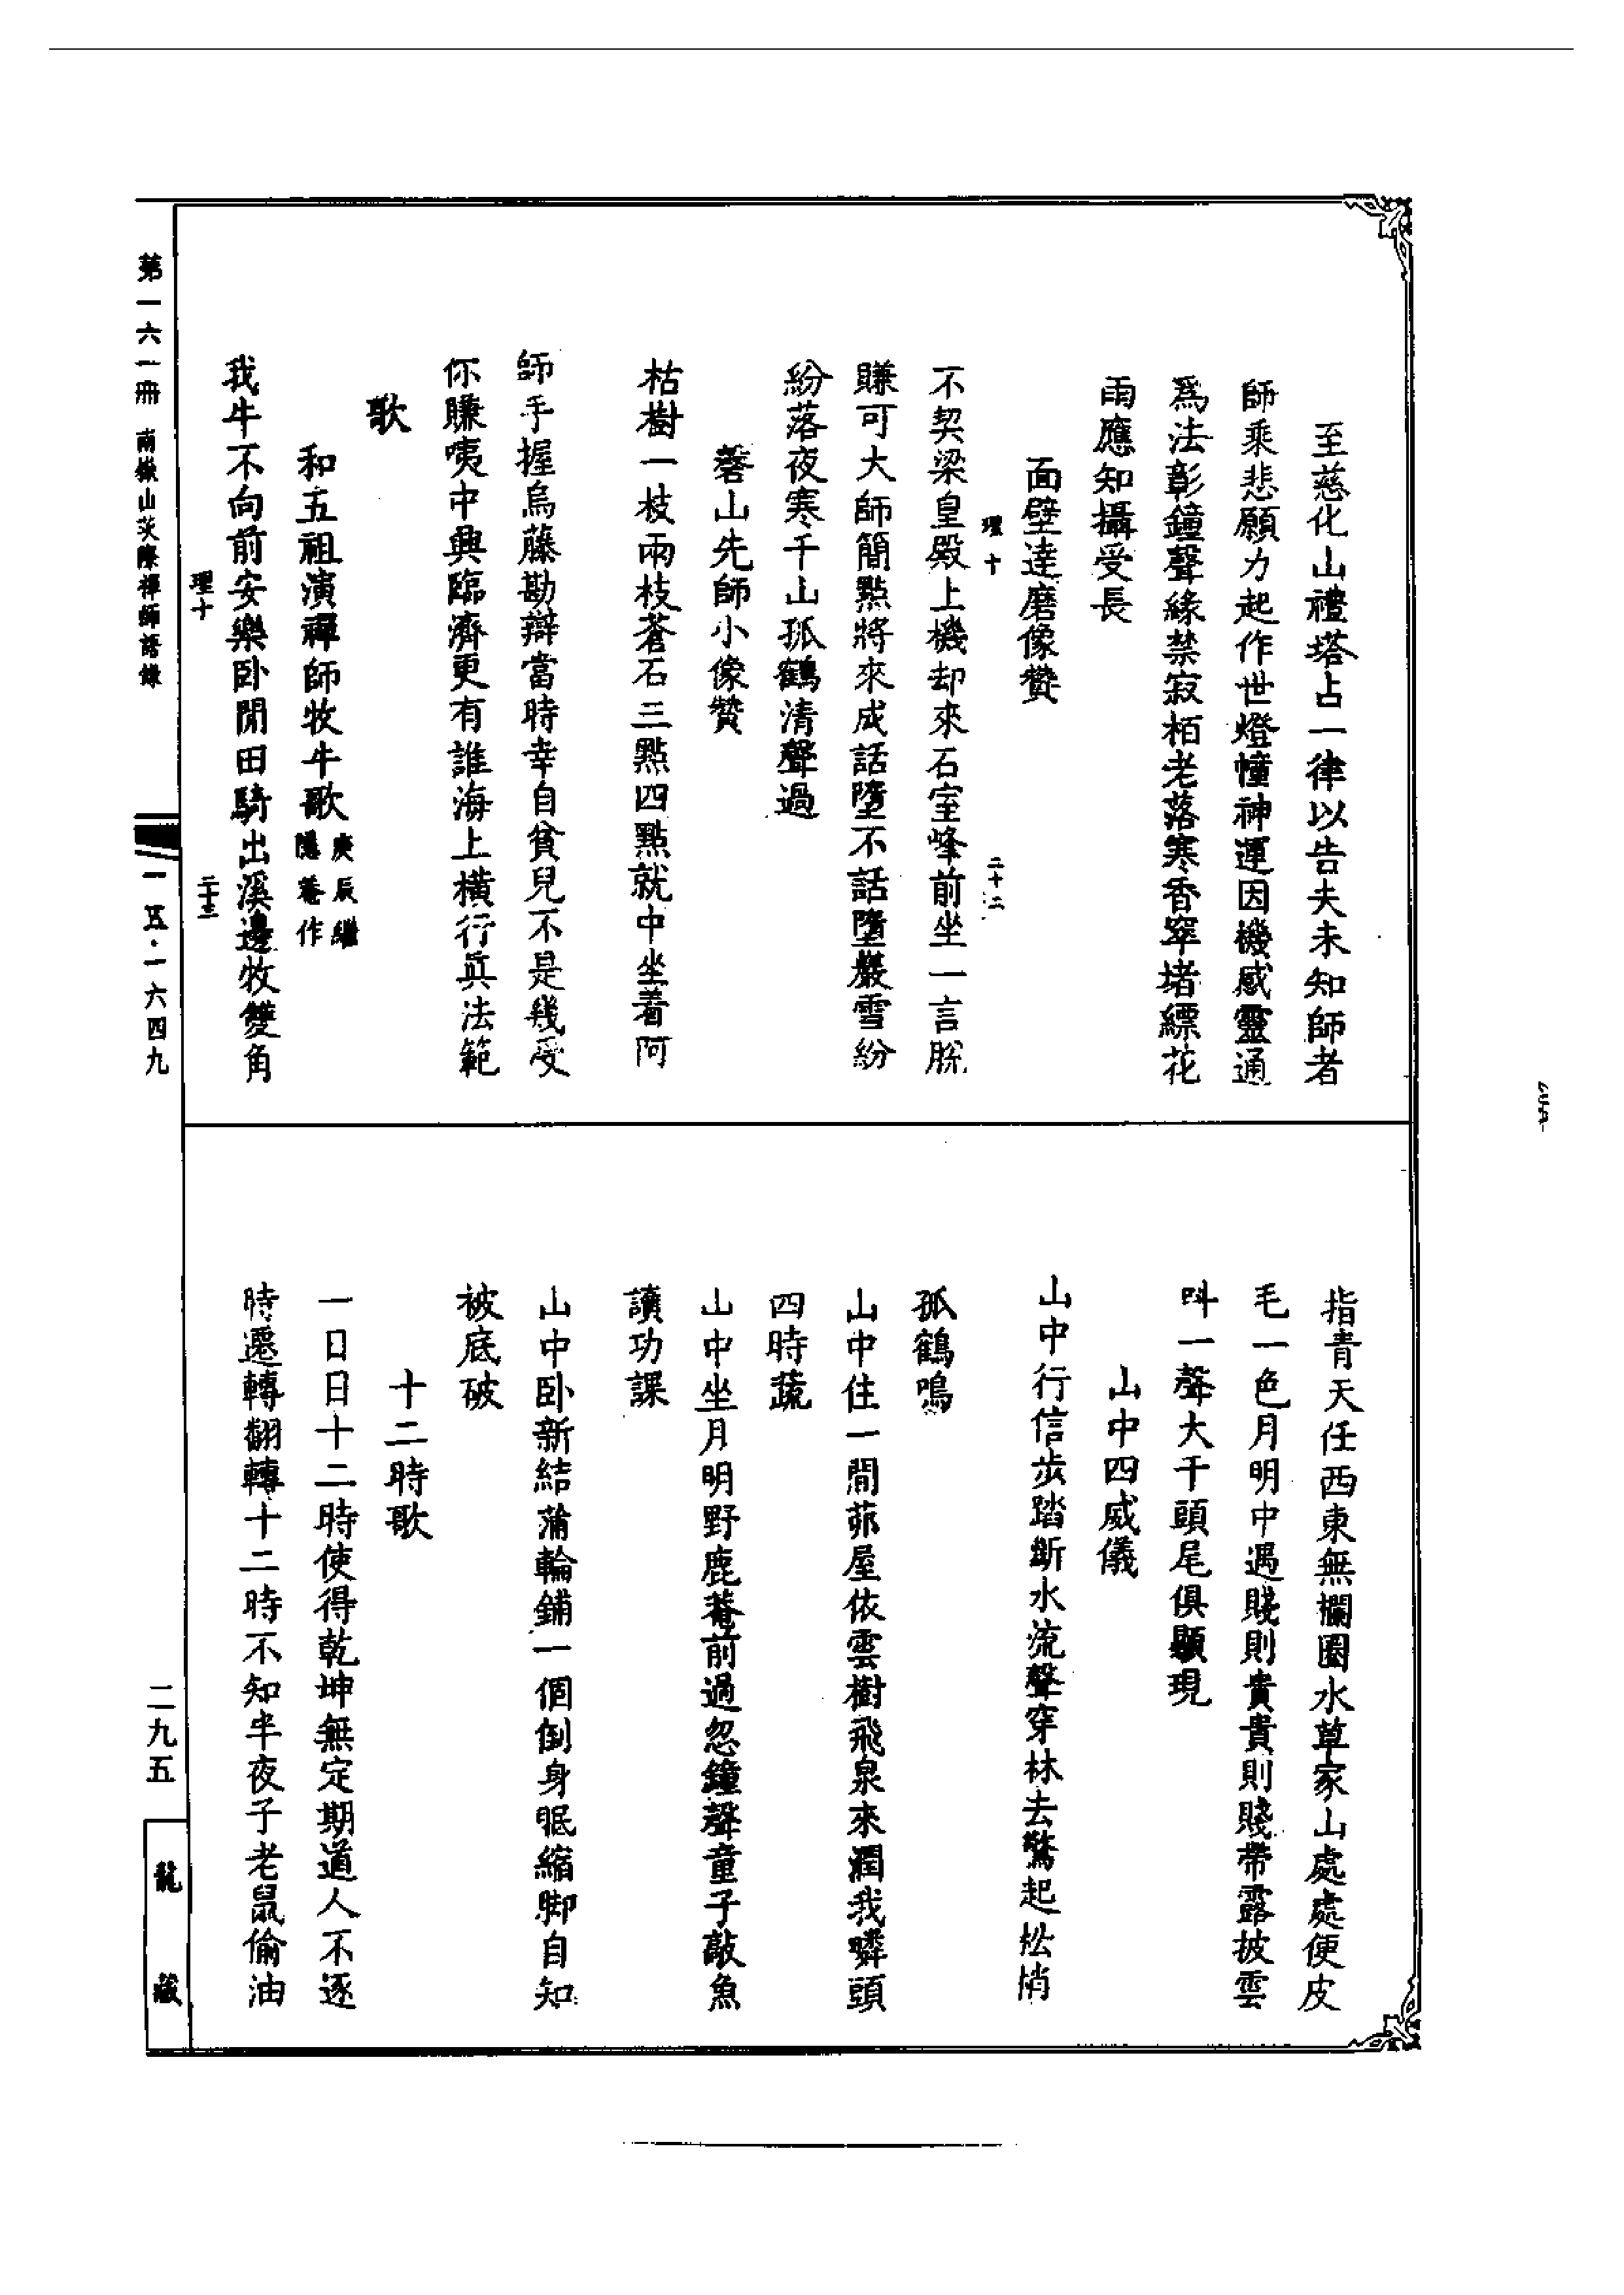 至慈化山禮塔占一律以告夫未知師者
師乘悲願力起作世燈幢神運因機感靈通
爲法彰鐘聲緣禁寂栢老落寒香窣堵縹花
雨應知攝受長
面壁達磨像贊
理十
二十二
不契梁皇殿上機却來石室峰前坐一言脫
賺可大師簡點將來成話墮不話墮巖雪紛
紛落夜寒千山孤鶴清聲過
磬山先師小像贊
枯樹一枝兩枝蒼石三點四點就中坐着阿
師手握烏藤勘辯當時幸自貧兒不是幾受
你賺咦中興臨濟更有誰海上橫行眞法範
歌
和五祖演禪師牧牛歌
庚辰繼
隱菴作
我牛不向前安樂卧閒田騎出溪邊牧雙角
理十
二十三
指青天任西東無欄圈水草家山處處便皮
毛一色月明中遇賤則貴貴則賤帶露披雲
呌一聲大千頭尾俱顯現
山中四威儀
山中行信步踏斷水流聲穿林去驚起松梢
孤鶴鳴
山中住一間茆屋依雲樹飛泉來潤我疄頭
四時蔬
山中坐月明野鹿菴前過忽鐘聲童子敲魚
讀功課
山中卧新結蒲輪鋪一個倒身眠縮脚自知
被底破
十二時歌
一日日十二時使得乾坤無定期道人不逐
時遷轉翻轉十二時不知半夜子老鼠偷油
第一六一冊
南嶽山茨際禪師語錄
一五·一六四九
二九五
龍藏